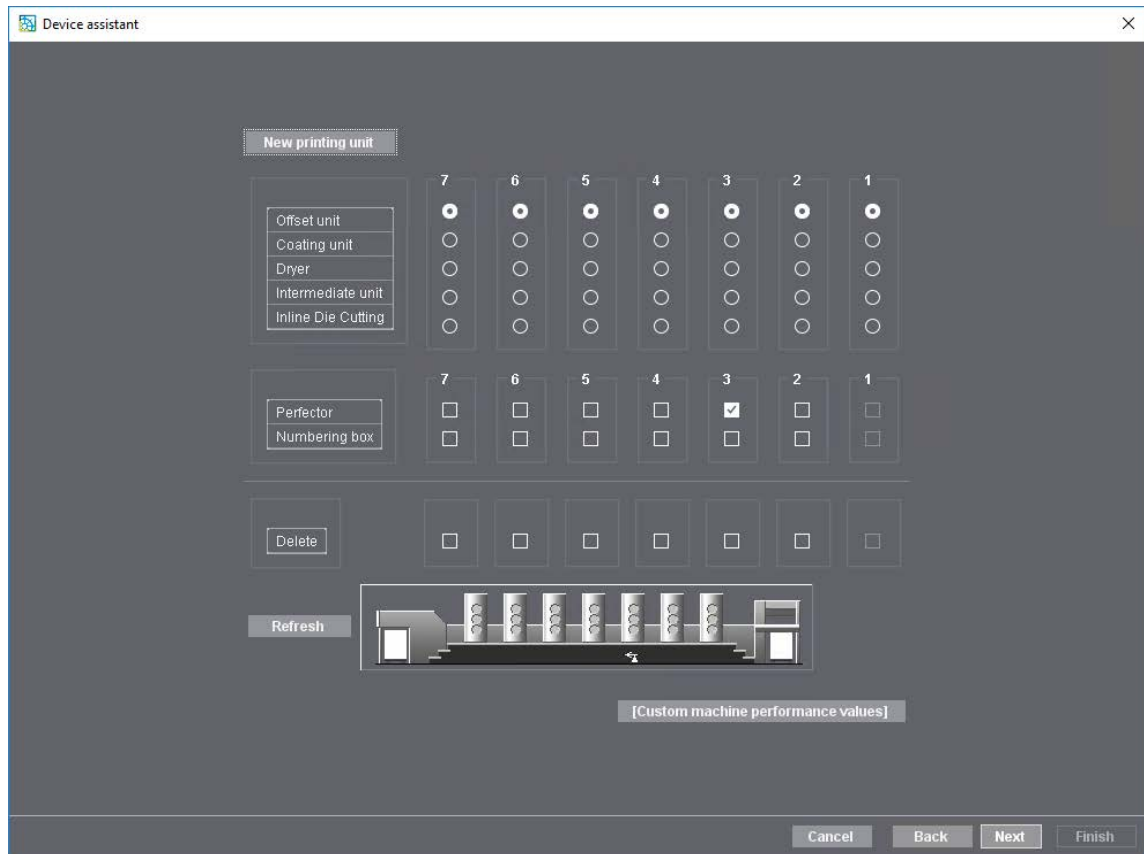 Device assistant
New printing unit
7 6 5 4 3 2 1
Offset unit
Coating unit
Dryer
Intermediate unit
Inline Die Cutting
7 6 5 4 3 2 1
Perfector
Numbering box
Delete
Refresh
[Custom machine performance values]
Cancel Back Next Finish